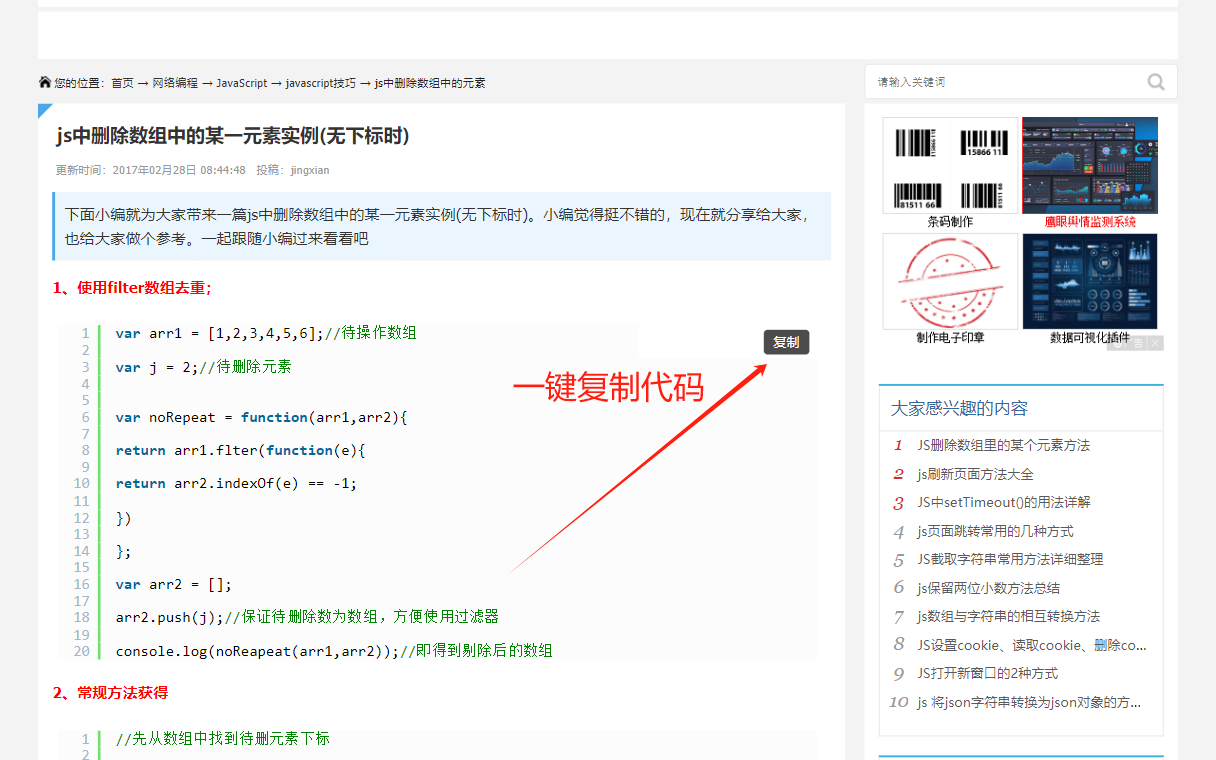 您的位置： 首页 → 网络编程 → JavaScript → javascript技巧 → js中删除数组中的元素
请输入关键词
js中删除数组中的某一元素实例(无下标时)
更新时间：2017年02月28日 08:44:48 投稿：jingxian
下面小编就为大家带来一篇js中删除数组中的某一元素实例(无下标时)。小编觉得挺不错的，现在就分享给大家，
也给大家做个参考。一起跟随小编过来看看吧
1、使用filter数组去重；
复制
一键复制代码
1 var arr1 = [1,2,3,4,5,6];//待操作数组
2
3 var j = 2;//待删除元素
4
5
6 var noRepeat = function(arr1,arr2){
7
8 return arr1.flter(function(e){
9
10 return arr2.indexOf(e) == -1;
11
12 })
13
14 };
15
16 var arr2 = [];
17
18 arr2.push(j);//保证待删除数为数组，方便使用过滤器
19
20 console.log(noReapeat(arr1,arr2));//即得到剔除后的数组
2、常规方法获得
1 //先从数组中找到待删元素下标
2
15866 11
81511 66
条码制作
鹰眼舆情监测系统
制作电子印章
数据可视化插件
广告
大家感兴趣的内容
1 JS删除数组里的某个元素方法
2 js刷新页面方法大全
3 JS中setTimeout()的用法详解
4 js页面跳转常用的几种方式
5 JS截取字符串常用方法详细整理
6 js保留两位小数方法总结
7 js数组与字符串的相互转换方法
8 JS设置cookie、读取cookie、删除co...
9 JS打开新窗口的2种方式
10 js 将json字符串转换为json对象的方...